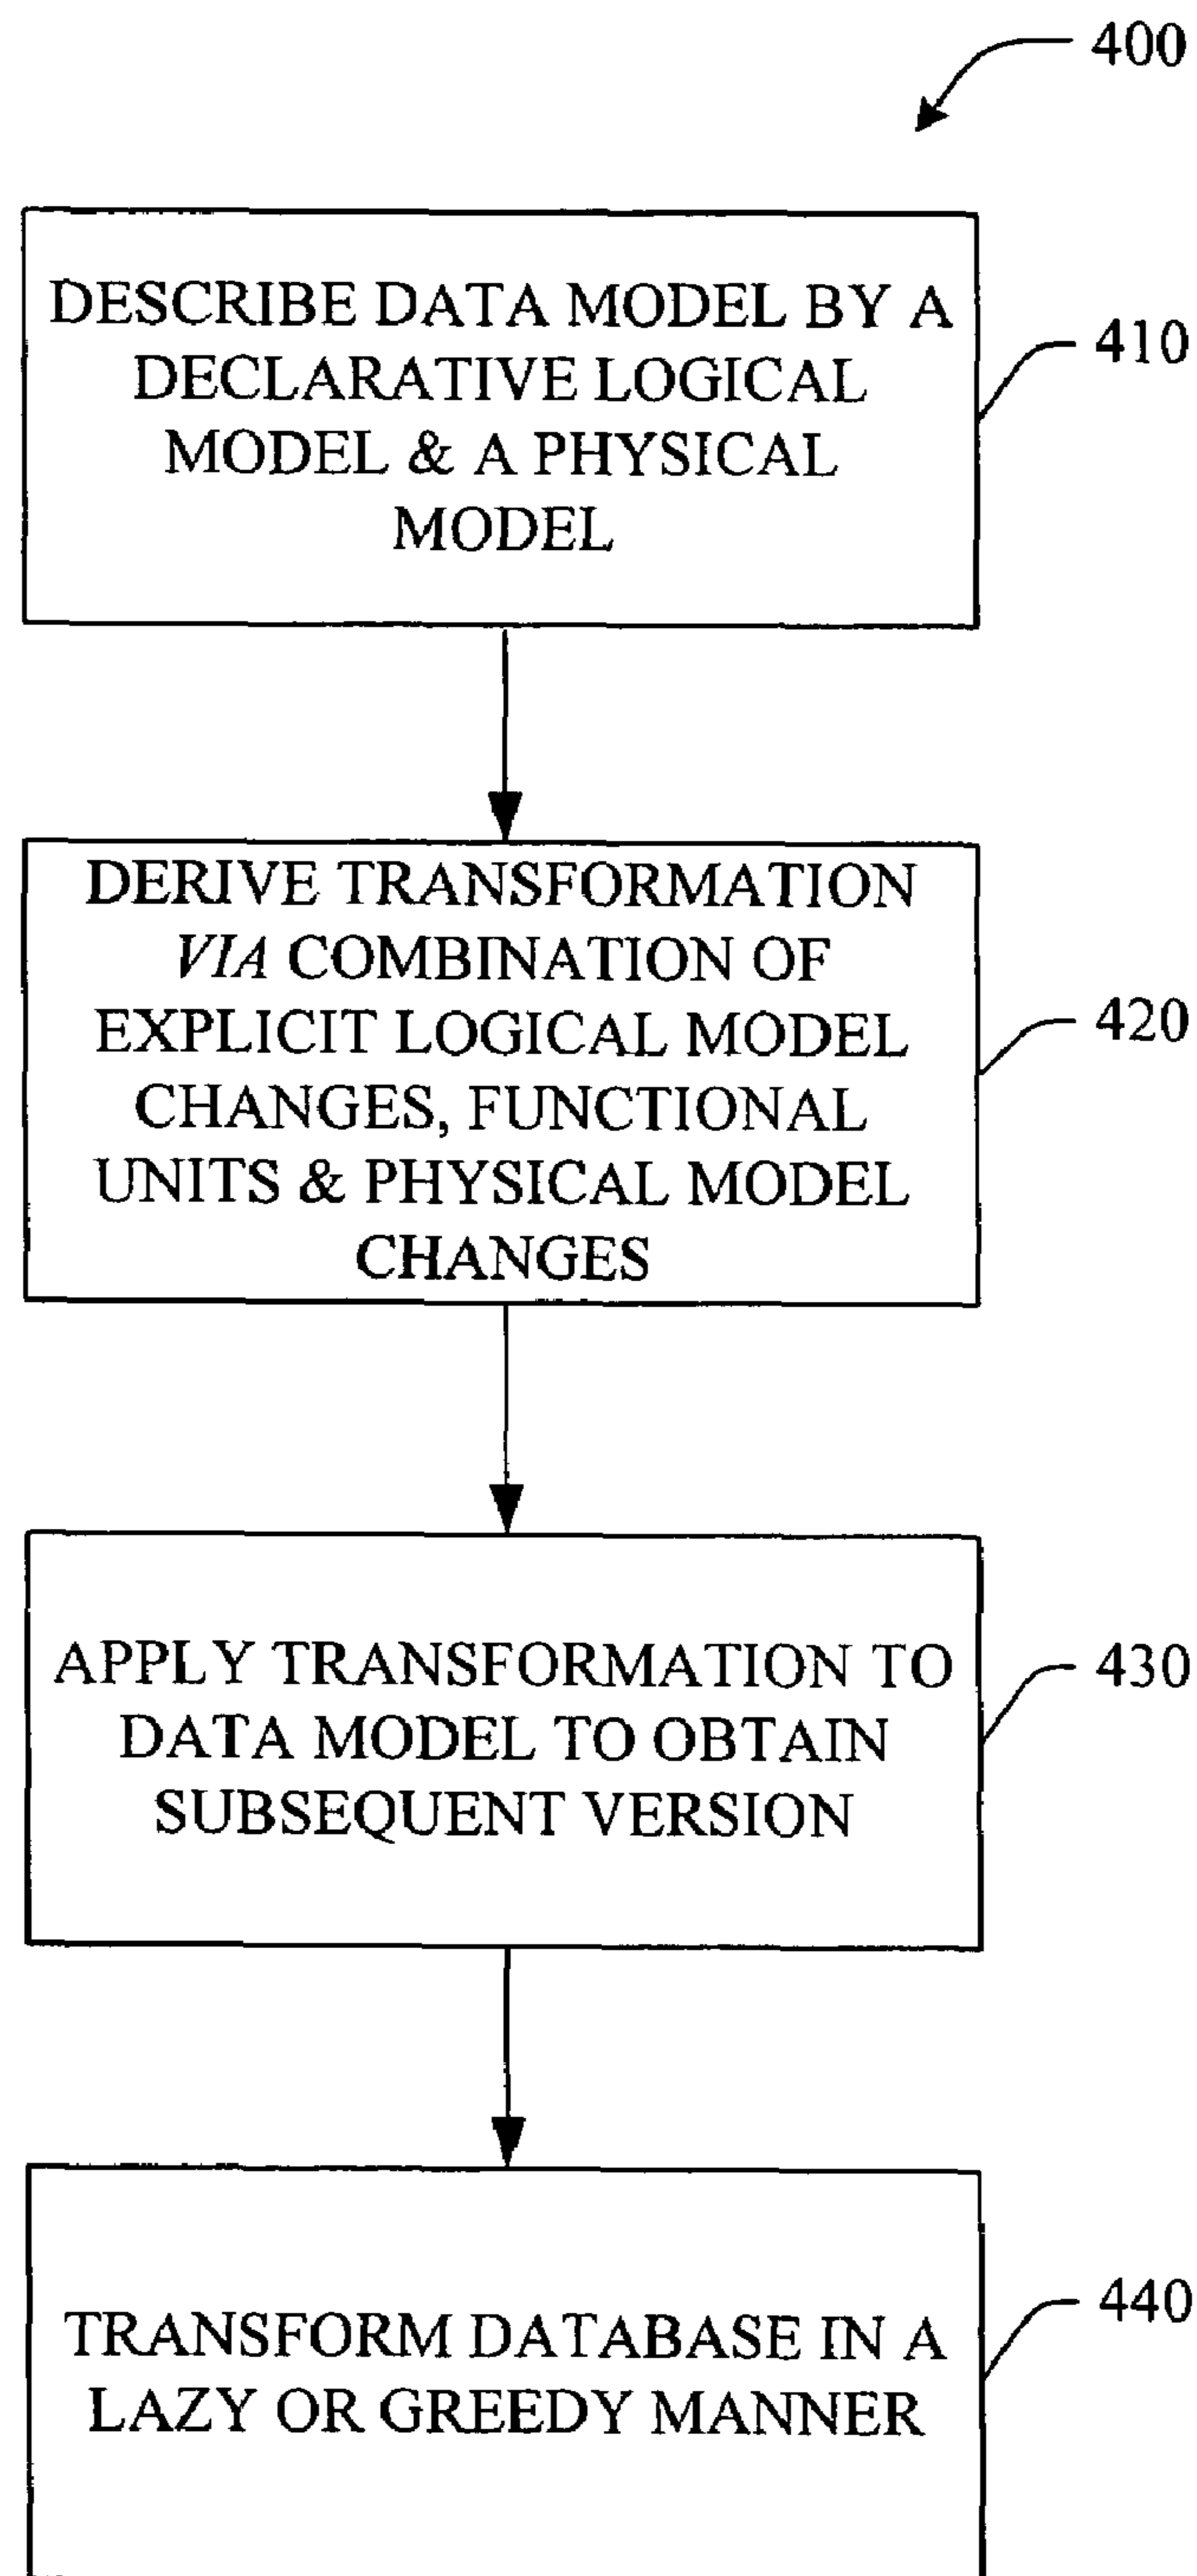 400
DESCRIBE DATA MODEL BY A
DECLARATIVE LOGICAL
MODEL & A PHYSICAL
MODEL
410
DERIVE TRANSFORMATION
VIA COMBINATION OF
EXPLICIT LOGICAL MODEL
CHANGES, FUNCTIONAL
UNITS & PHYSICAL MODEL
CHANGES
420
APPLY TRANSFORMATION TO
DATA MODEL TO OBTAIN
SUBSEQUENT VERSION
430
TRANSFORM DATABASE IN A
LAZY OR GREEDY MANNER
440